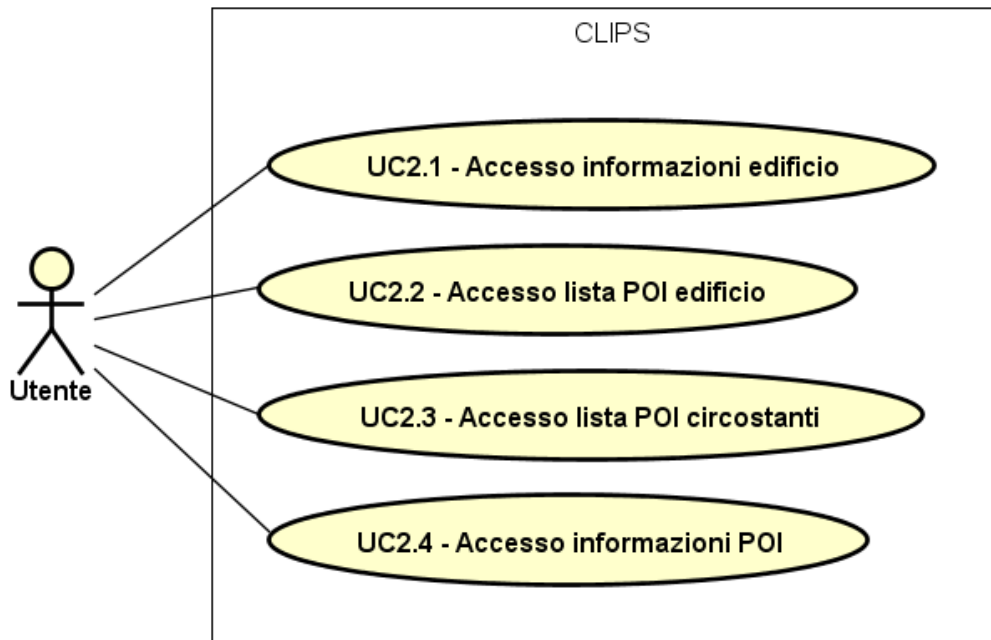 CLIPS
UC2.1 - Accesso informazioni edificio
UC2.2 - Accesso lista POI edificio
UC2.3 - Accesso lista POI circostanti
UC2.4 - Accesso informazioni POI
Utente